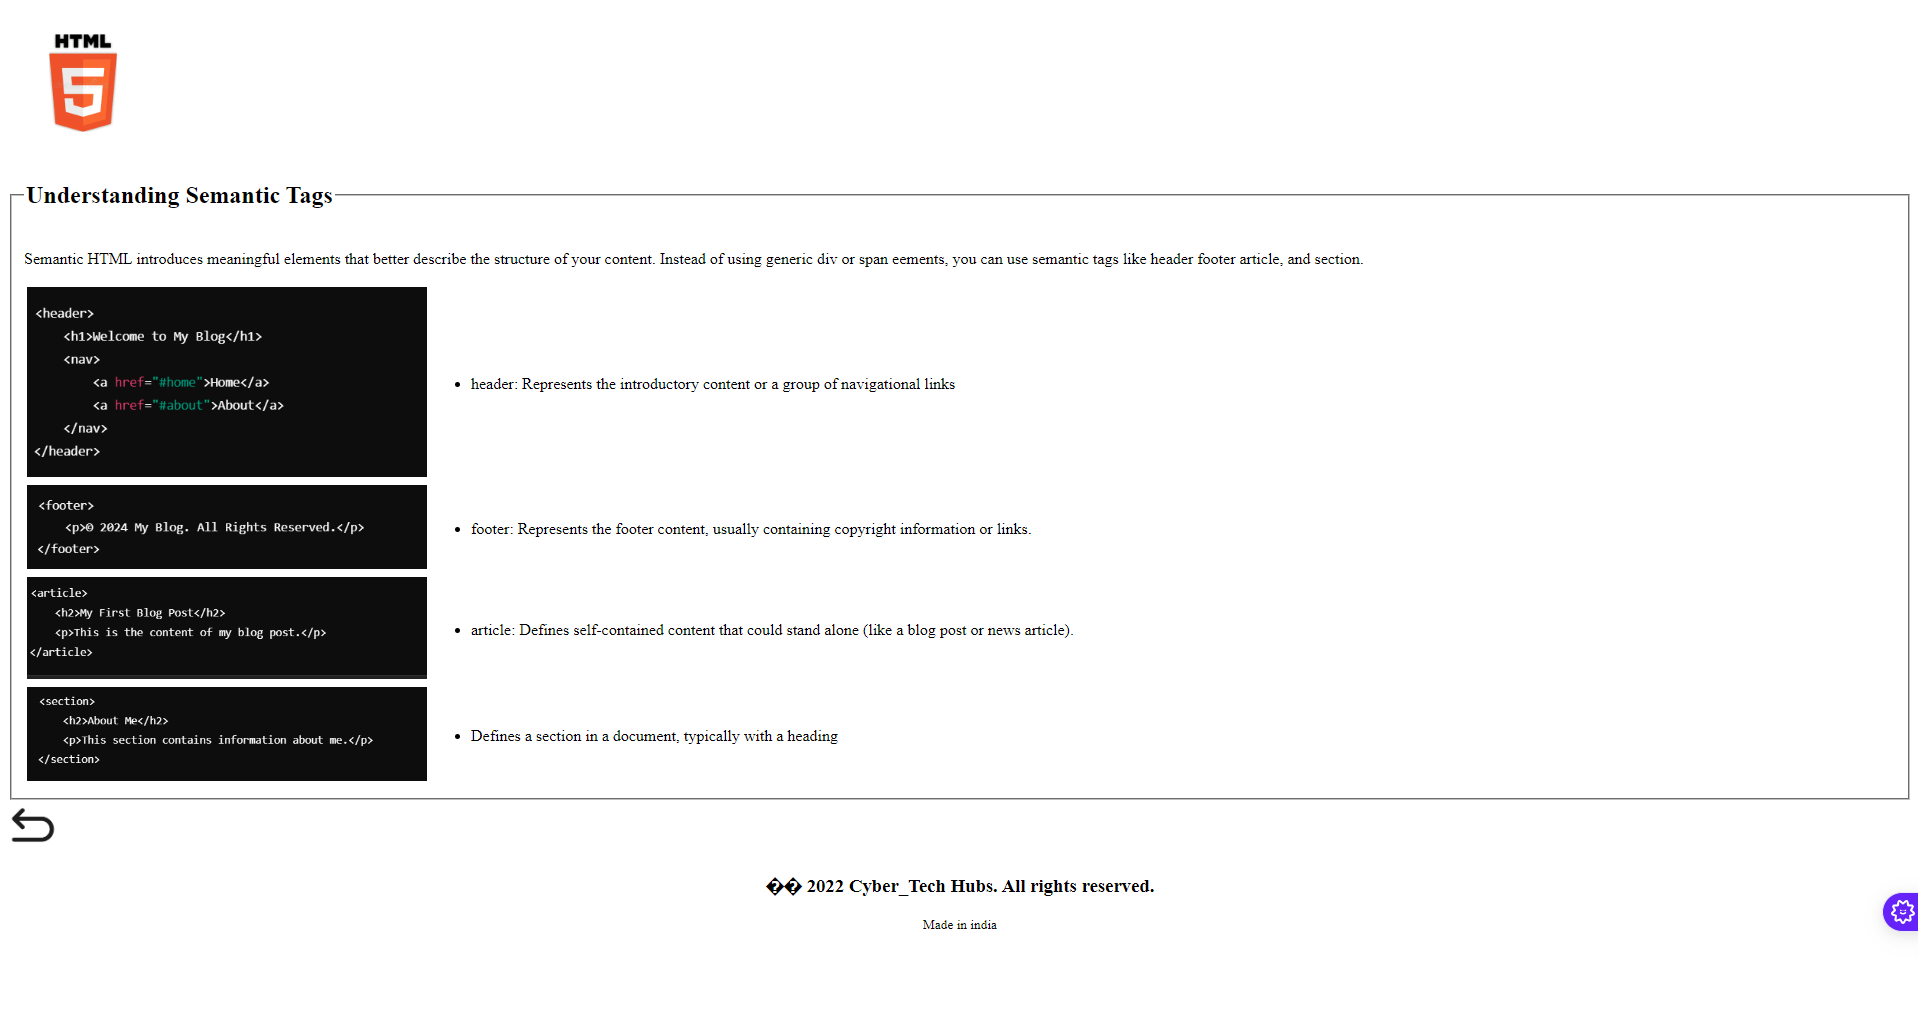 HTML
5
Understanding Semantic Tags
Semantic HTML introduces meaningful elements that better describe the structure of your content. Instead of using generic div or span eements, you can use semantic tags like header footer article, and section.
<header>
    <h1>Welcome to My Blog</h1>
    <nav>
        <a href="#home">Home</a>
        <a href="#about">About</a>
    </nav>
</header>
• header: Represents the introductory content or a group of navigational links
<footer>
    <p>© 2024 My Blog. All Rights Reserved.</p>
</footer>
• footer: Represents the footer content, usually containing copyright information or links.
<article>
    <h2>My First Blog Post</h2>
    <p>This is the content of my blog post.</p>
</article>
• article: Defines self-contained content that could stand alone (like a blog post or news article).
<section>
    <h2>About Me</h2>
    <p>This section contains information about me.</p>
</section>
• Defines a section in a document, typically with a heading
�� 2022 Cyber_Tech Hubs. All rights reserved.
Made in india